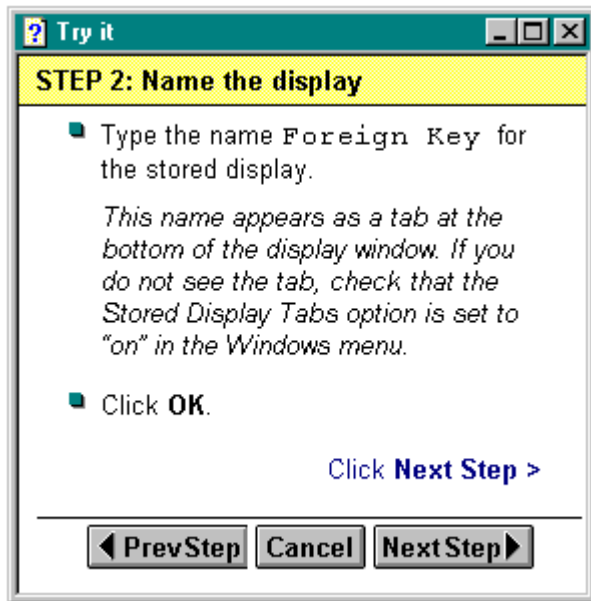 Try it
STEP 2: Name the display
Type the name Foreign Key for
the stored display.
This name appears as a tab at the
bottom of the display window. If you
do not see the tab, check that the
Stored Display Tabs option is set to
“on” in the Windows menu.
Click OK.
Click Next Step >
PrevStep Cancel NextStep